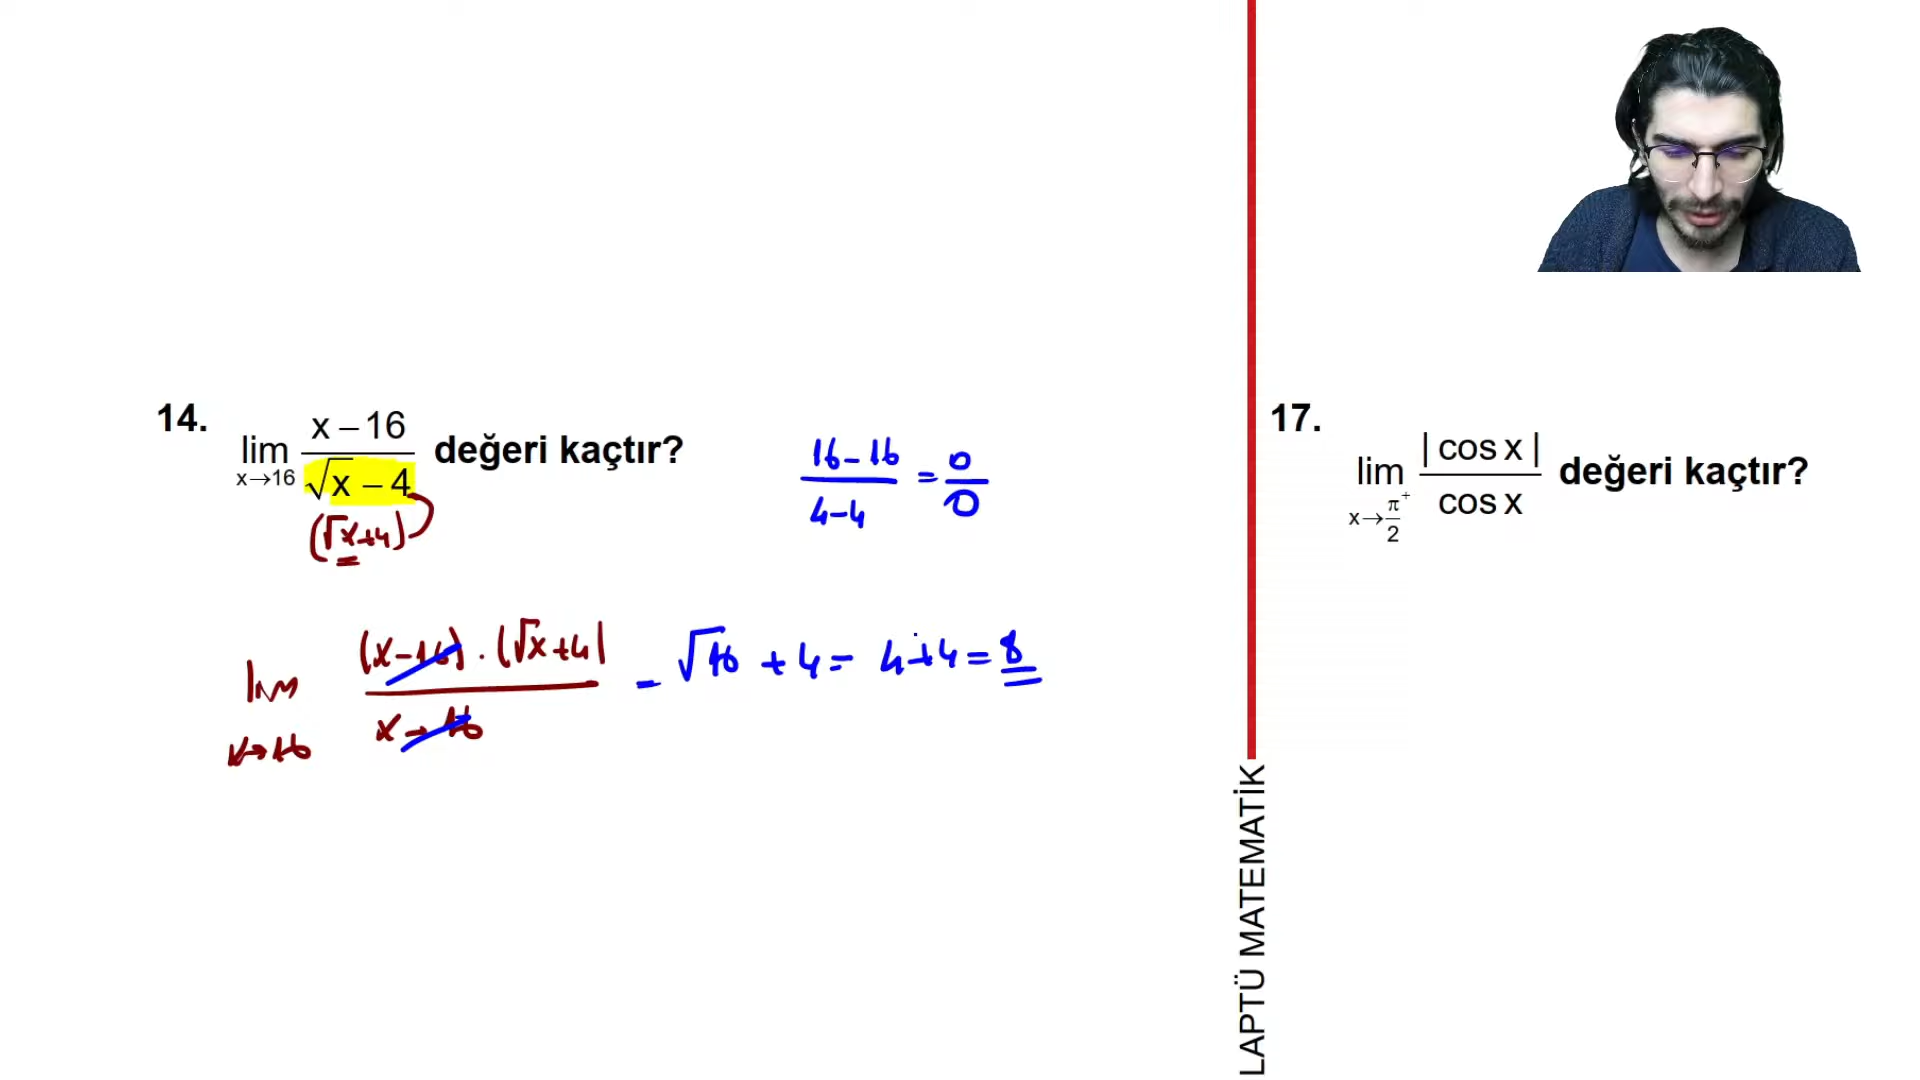 14. lim x→16 x – 16 / √x – 4 değeri kaçtır?
(√x+4)
16-16 / 4-4 = 0 / 0
lim x→16 (x-16) . (√x+4) / x-16 = √16 + 4 = 4+4 = 8
17. lim x→π/2⁺ | cos x | / cos x değeri kaçtır?
LAPTÜ MATEMATİK